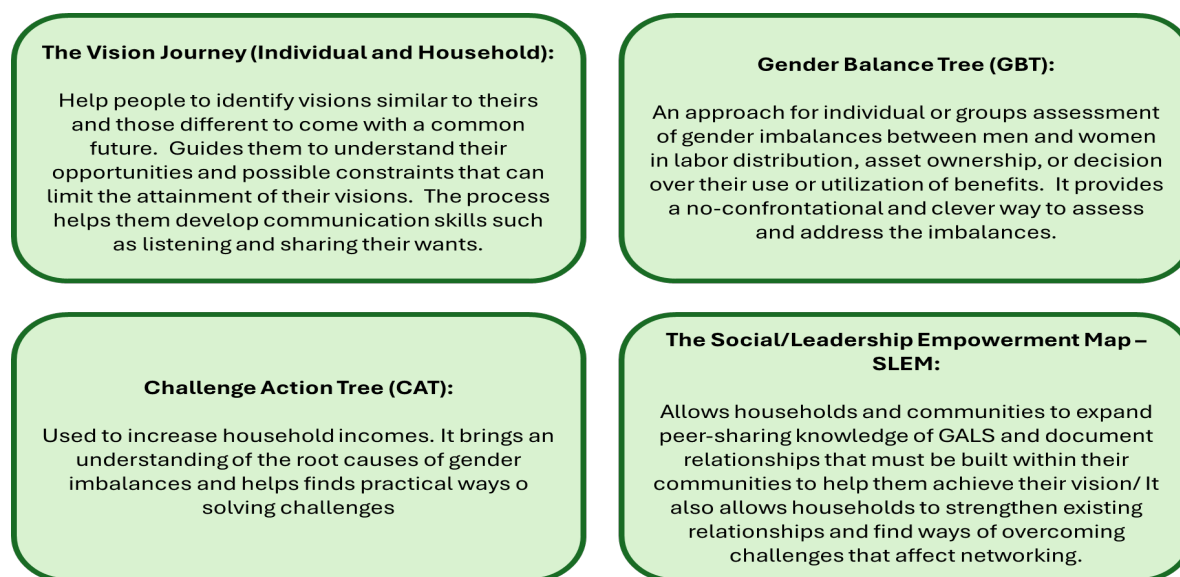 The Vision Journey (Individual and Household):
Help people to identify visions similar to theirs
and those different to come with a common
future.  Guides them to understand their
opportunities and possible constraints that can
limit the attainment of their visions.  The process
helps them develop communication skills such
as listening and sharing their wants.
Gender Balance Tree (GBT):
An approach for individual or groups assessment
of gender imbalances between men and women
in labor distribution, asset ownership, or decision
over their use or utilization of benefits.  It provides
a no-confrontational and clever way to assess
and address the imbalances.
Challenge Action Tree (CAT):
Used to increase household incomes. It brings an
understanding of the root causes of gender
imbalances and helps finds practical ways o
solving challenges
The Social/Leadership Empowerment Map –
SLEM:
Allows households and communities to expand
peer-sharing knowledge of GALS and document
relationships that must be built within their
communities to help them achieve their vision/ It
also allows households to strengthen existing
relationships and find ways of overcoming
challenges that affect networking.